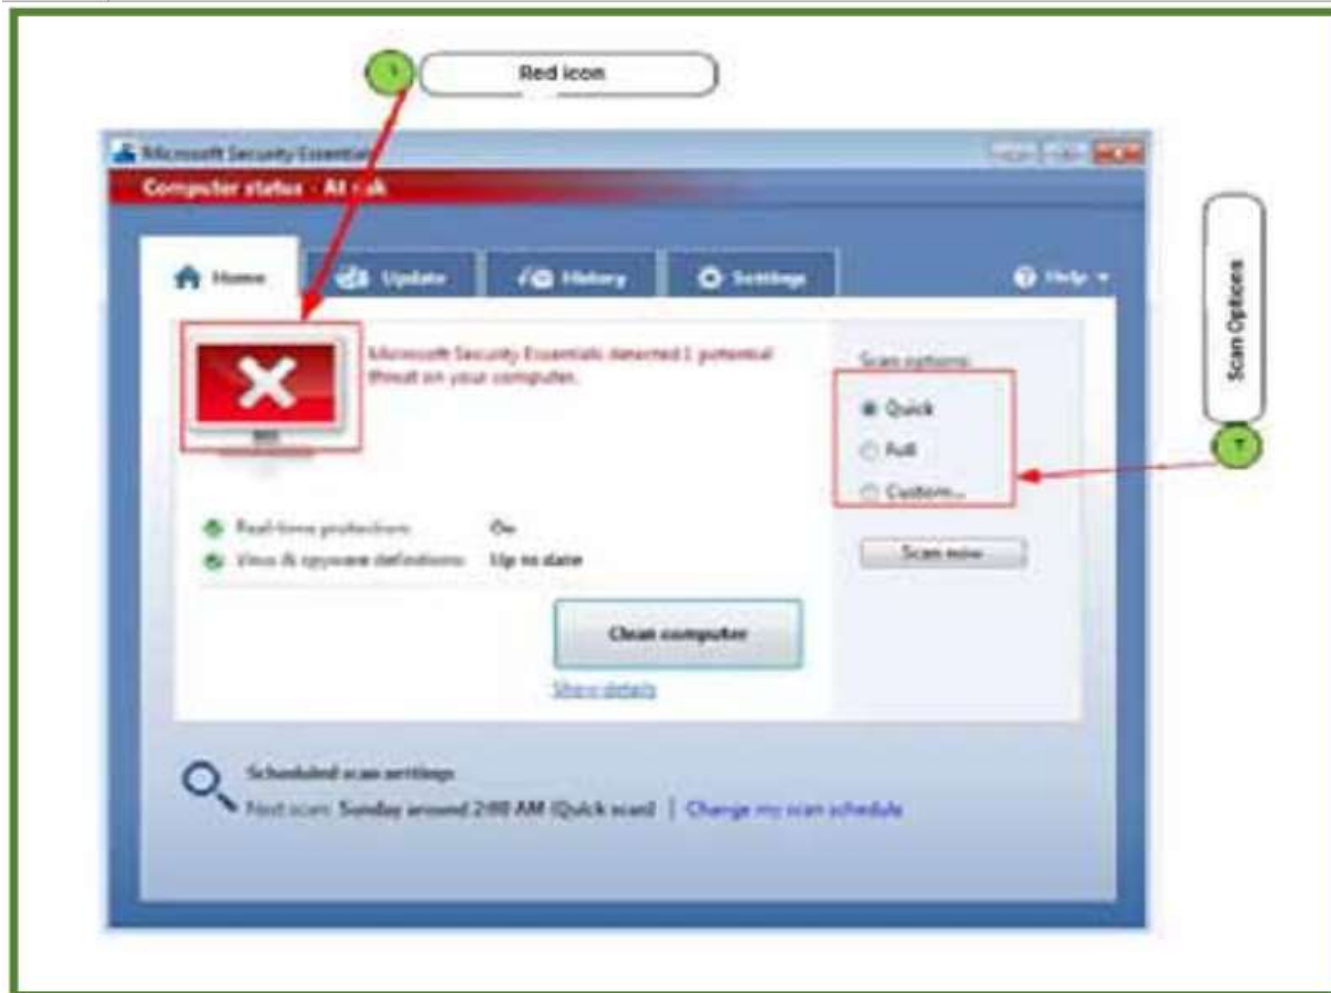 Red icon
Microsoft Security Essentials
Computer status - At risk
Home
Update
History
Settings
Help
Microsoft Security Essentials detected 1 potential
threat on your computer.
Scan options:
Quick
Full
Custom...
Scan now
Real-time protection: On
Virus & spyware definitions: Up to date
Clean computer
Show details
Scheduled scan settings
Next scan: Sunday around 2:00 AM (Quick scan) | Change my scan schedule
Scan Optices